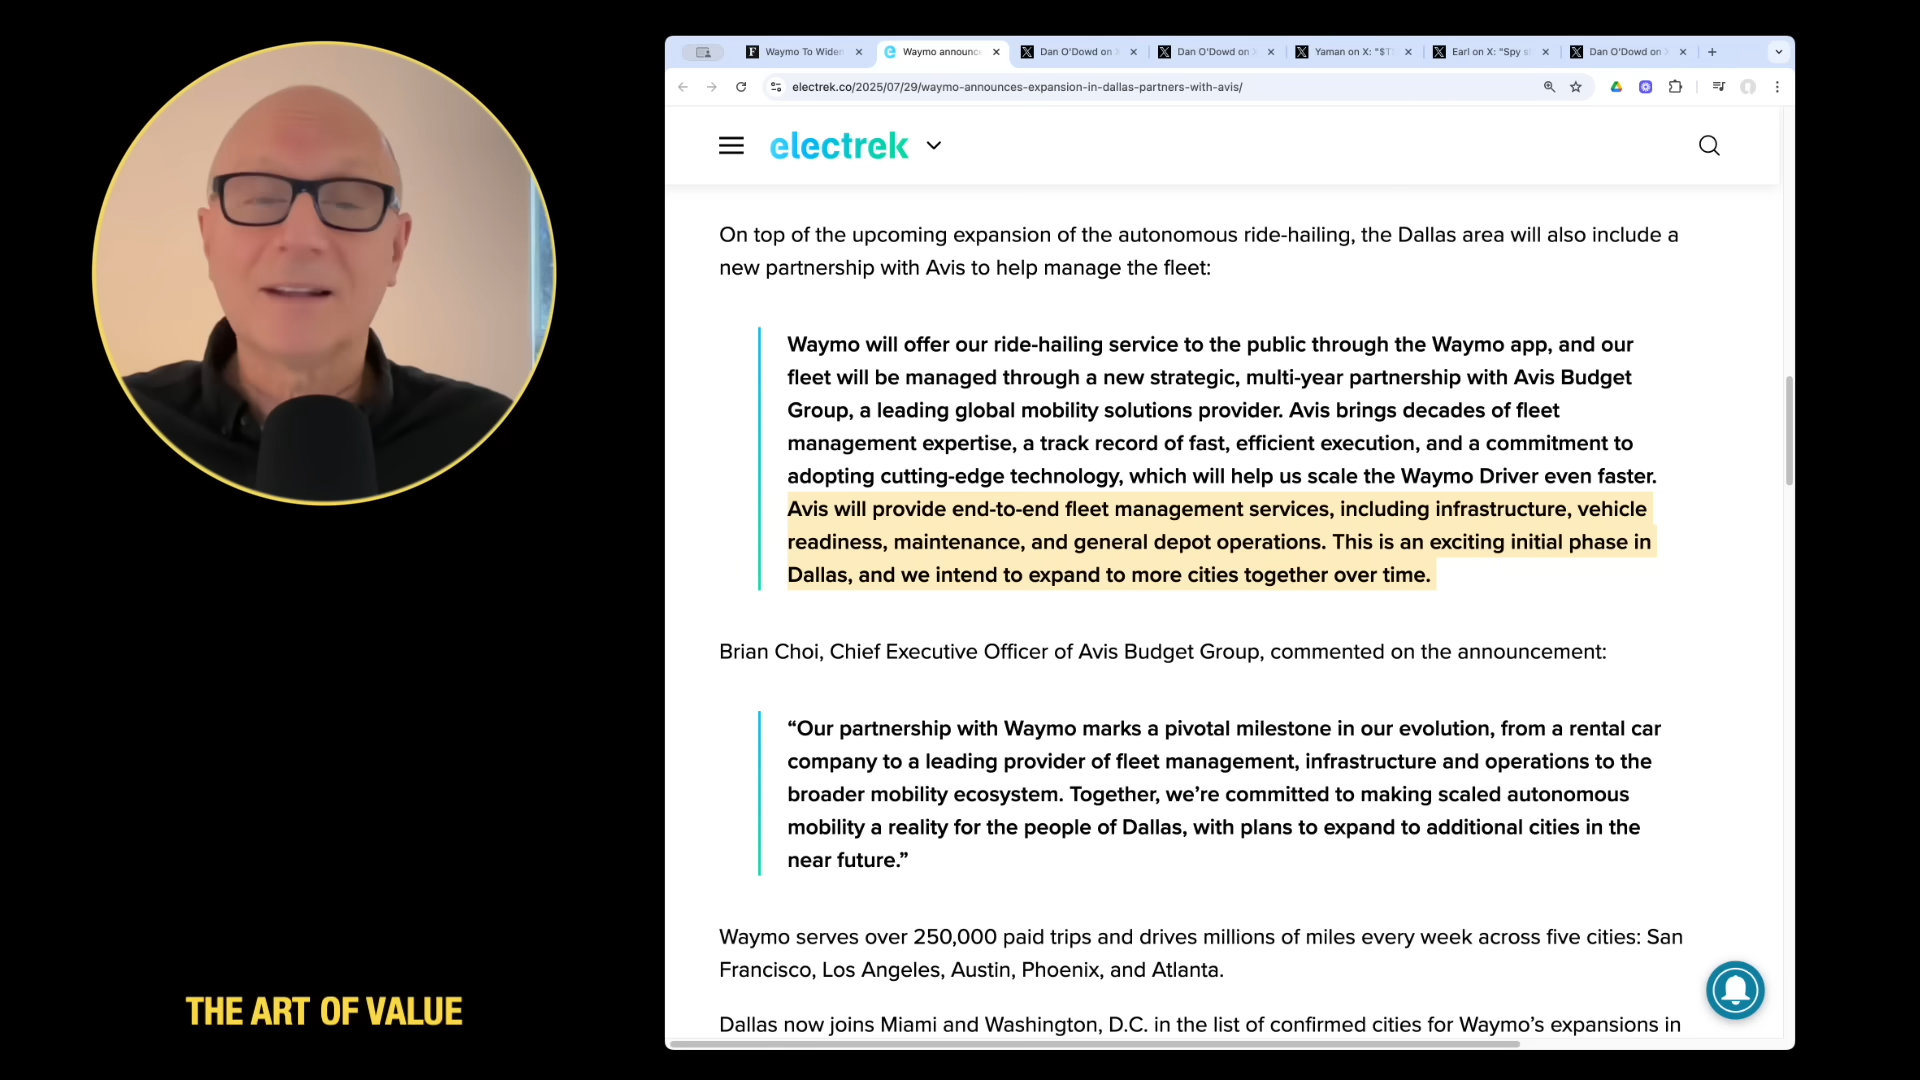 Waymo To Widen
Waymo announce
Dan O'Dowd on X
Dan O'Dowd on X
Yaman on X: "$T
Earl on X: "Spy s
Dan O'Dowd on X
electrek.co/2025/07/29/waymo-announces-expansion-in-dallas-partners-with-avis/
electrek
On top of the upcoming expansion of the autonomous ride-hailing, the Dallas area will also include a
new partnership with Avis to help manage the fleet:
Waymo will offer our ride-hailing service to the public through the Waymo app, and our
fleet will be managed through a new strategic, multi-year partnership with Avis Budget
Group, a leading global mobility solutions provider. Avis brings decades of fleet
management expertise, a track record of fast, efficient execution, and a commitment to
adopting cutting-edge technology, which will help us scale the Waymo Driver even faster.
Avis will provide end-to-end fleet management services, including infrastructure, vehicle
readiness, maintenance, and general depot operations. This is an exciting initial phase in
Dallas, and we intend to expand to more cities together over time.
Brian Choi, Chief Executive Officer of Avis Budget Group, commented on the announcement:
“Our partnership with Waymo marks a pivotal milestone in our evolution, from a rental car
company to a leading provider of fleet management, infrastructure and operations to the
broader mobility ecosystem. Together, we’re committed to making scaled autonomous
mobility a reality for the people of Dallas, with plans to expand to additional cities in the
near future.”
Waymo serves over 250,000 paid trips and drives millions of miles every week across five cities: San
Francisco, Los Angeles, Austin, Phoenix, and Atlanta.
Dallas now joins Miami and Washington, D.C. in the list of confirmed cities for Waymo’s expansions in
THE ART OF VALUE